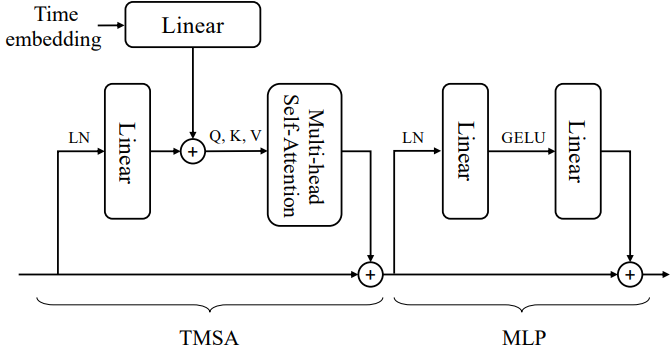 Time
embedding
Linear
LN
Linear
+
Q, K, V
Multi-head
Self-Attention
+
LN
Linear
GELU
Linear
+
TMSA
MLP